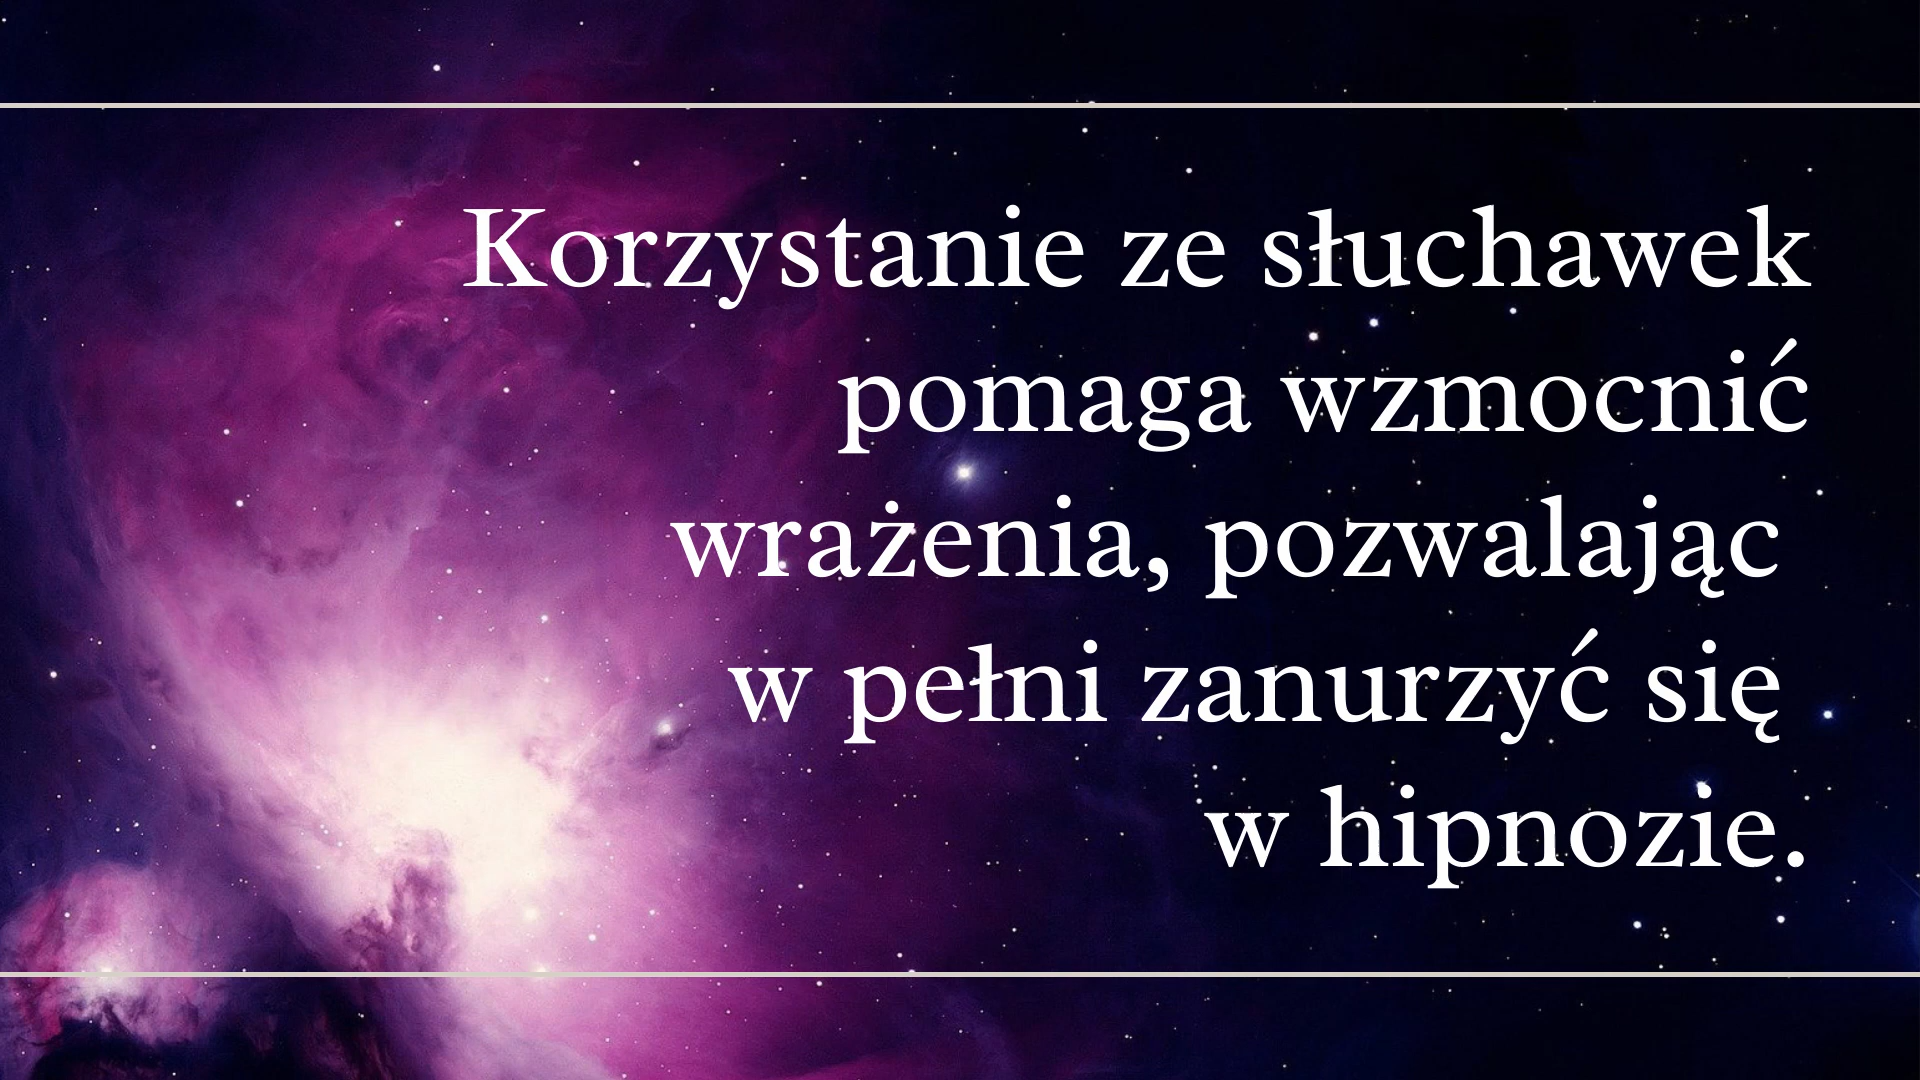 Korzystanie ze słuchawek
pomaga wzmocnić
wrażenia, pozwalając
w pełni zanurzyć się
w hipnozie.